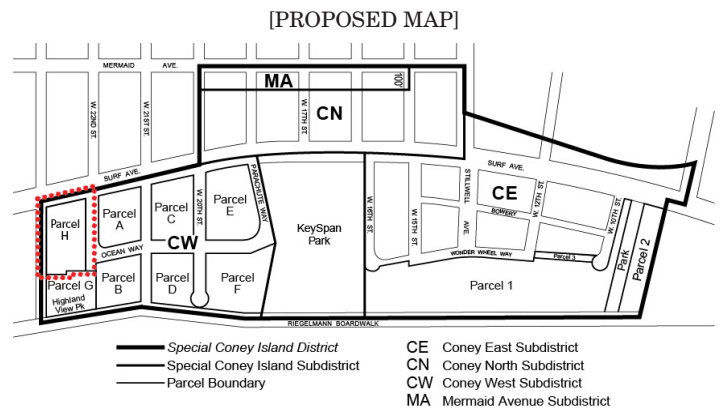 [PROPOSED MAP]
MERMAID AVE.
MA
100'
W. 22ND ST.
W. 21ST ST.
W. 17TH ST.
CN
SURF AVE.
SURF AVE.
Parcel H
Parcel A
Parcel C
W. 20TH ST.
Parcel E
PARACHUTE WAY
KeySpan Park
W. 16TH ST.
W. 15TH ST.
STILLWELL AVE.
CE
BOWERY
W. 12TH ST.
W. 10TH ST.
OCEAN WAY
CW
WONDER WHEEL WAY
Parcel 3
Park
Parcel 2
Parcel G
Highland View Pk
Parcel B
Parcel D
Parcel F
Parcel 1
RIEGELMANN BOARDWALK
Special Coney Island District
Special Coney Island Subdistrict
Parcel Boundary
CE Coney East Subdistrict
CN Coney North Subdistrict
CW Coney West Subdistrict
MA Mermaid Avenue Subdistrict